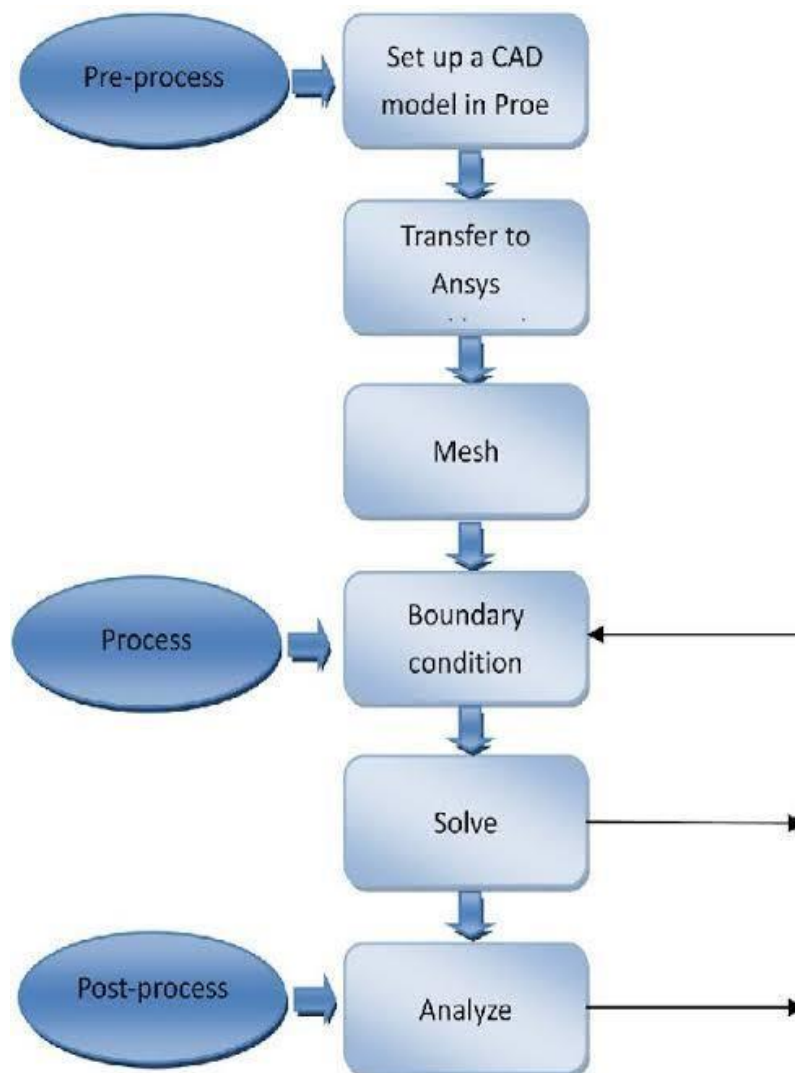 Pre-process
Set up a CAD
model in Proe
Transfer to
Ansys
Mesh
Process
Boundary
condition
Solve
Post-process
Analyze